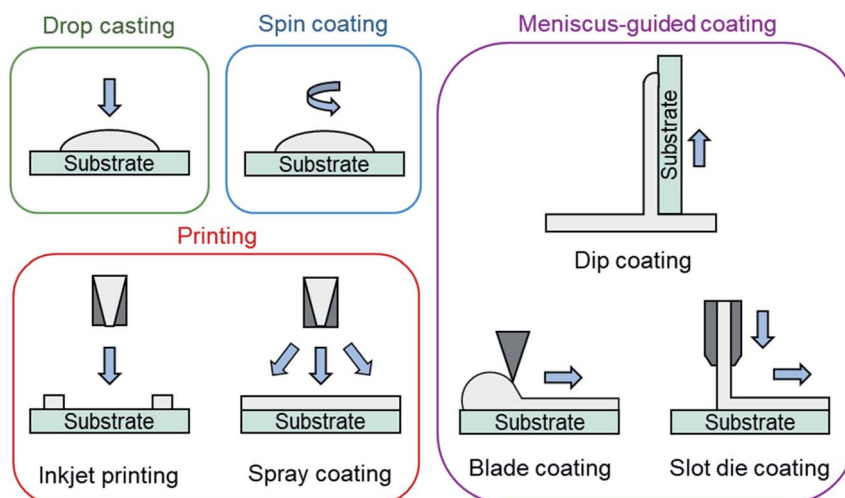 Drop casting
Substrate
Spin coating
Substrate
Printing
Substrate
Inkjet printing
Substrate
Spray coating
Meniscus-guided coating
Substrate
Dip coating
Substrate
Blade coating
Substrate
Slot die coating